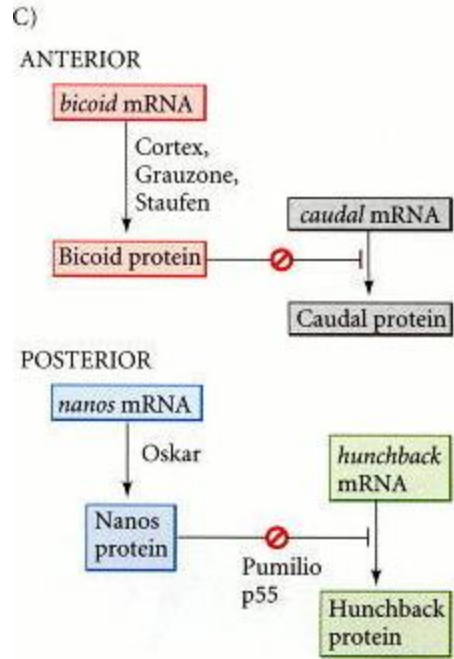 C)
ANTERIOR
bicoid mRNA
Cortex,
Grauzone,
Staufen
caudal mRNA
Bicoid protein
Caudal protein
POSTERIOR
nanos mRNA
Oskar
hunchback
mRNA
Nanos
protein
Pumilio
p55
Hunchback
protein